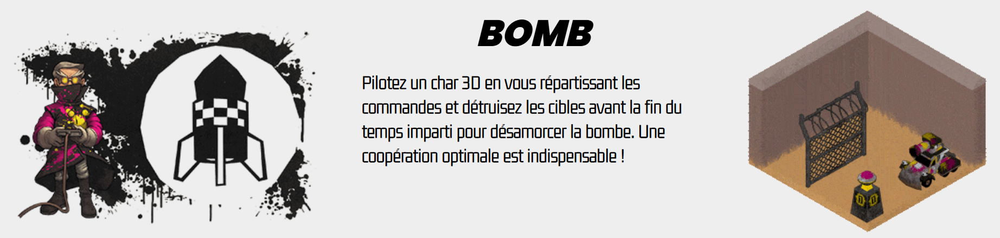 BOMB
Pilotez un char 3D en vous répartissant les
commandes et détruisez les cibles avant la fin du
temps imparti pour désamorcer la bombe. Une
coopération optimale est indispensable !